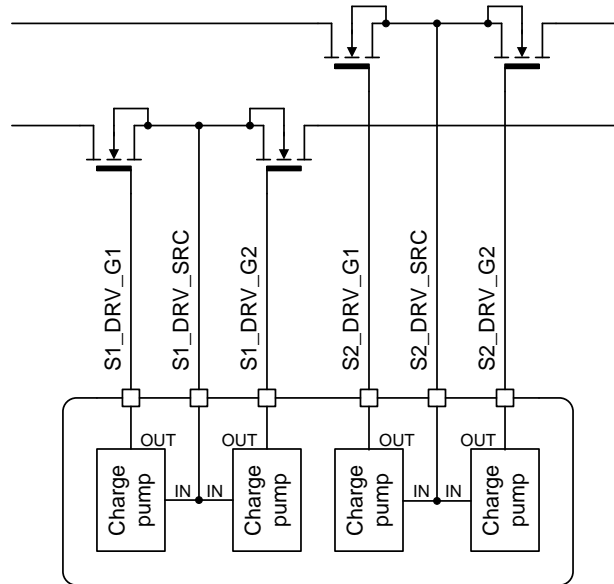 S1_DRV_G1
S1_DRV_SRC
S1_DRV_G2
S2_DRV_G1
S2_DRV_SRC
S2_DRV_G2
OUT
OUT
OUT
OUT
Charge
pump
IN
IN
Charge
pump
Charge
pump
IN
IN
Charge
pump